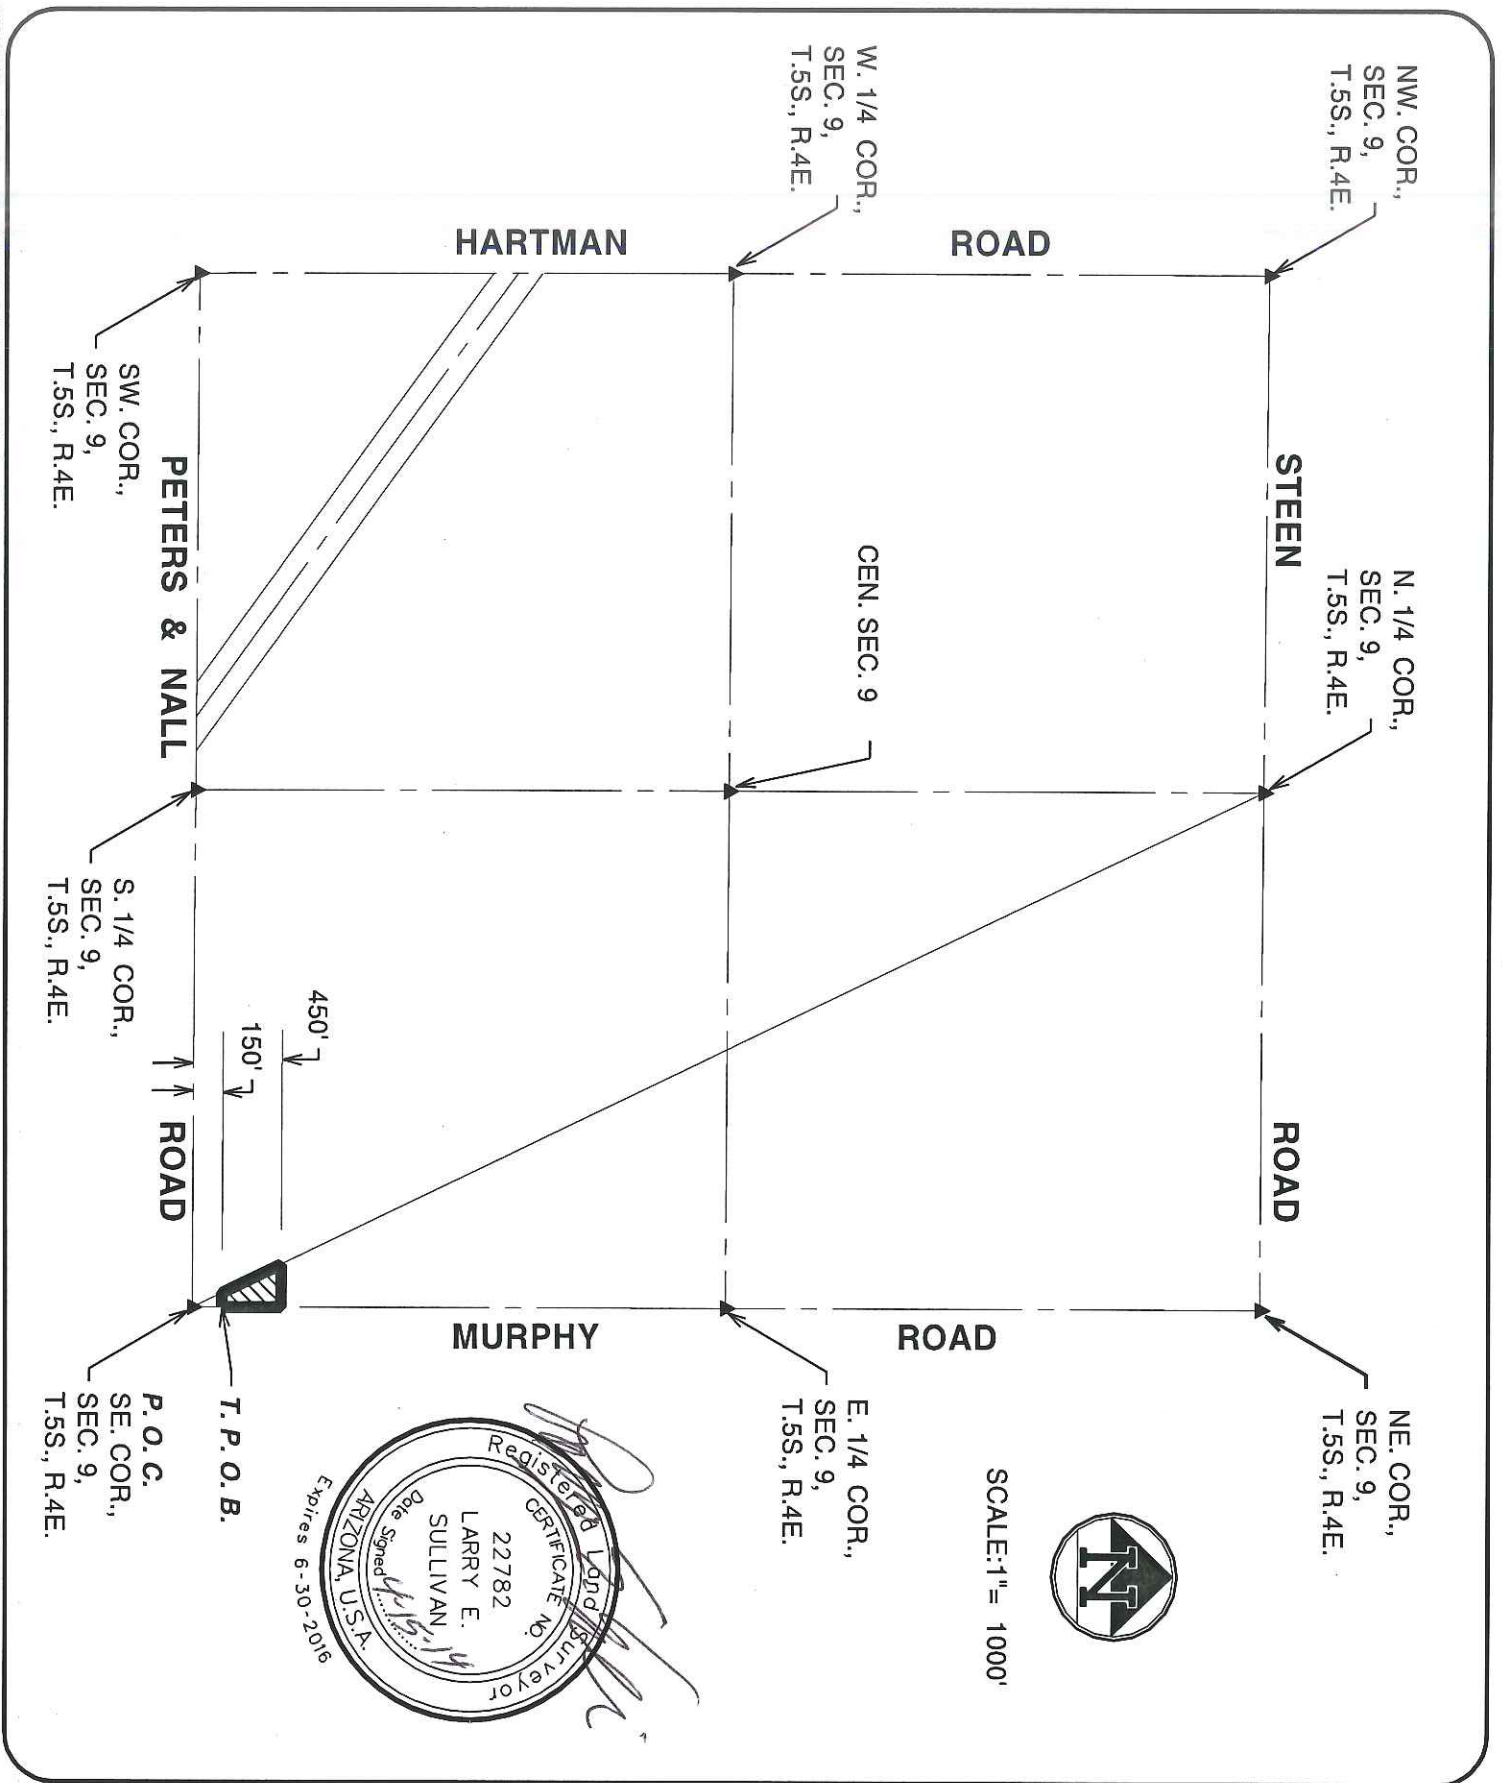 NW. COR.,
SEC. 9,
T.5S., R.4E.
N. 1/4 COR.,
SEC. 9,
T.5S., R.4E.
NE. COR.,
SEC. 9,
T.5S., R.4E.
STEEN
ROAD
N
SCALE:1"= 1000'
W. 1/4 COR.,
SEC. 9,
T.5S., R.4E.
CEN. SEC. 9
E. 1/4 COR.,
SEC. 9,
T.5S., R.4E.
HARTMAN
ROAD
MURPHY
ROAD
Registered Land Surveyor
CERTIFICATE NO.
22782
LARRY E.
SULLIVAN
Date Signed 4-15-14
ARIZONA, U.S.A.
Expires 6-30-2016
450'
150'
T. P. O. B.
PETERS & NALL
ROAD
SW. COR.,
SEC. 9,
T.5S., R.4E.
S. 1/4 COR.,
SEC. 9,
T.5S., R.4E.
P. O. C.
SE. COR.,
SEC. 9,
T.5S., R.4E.